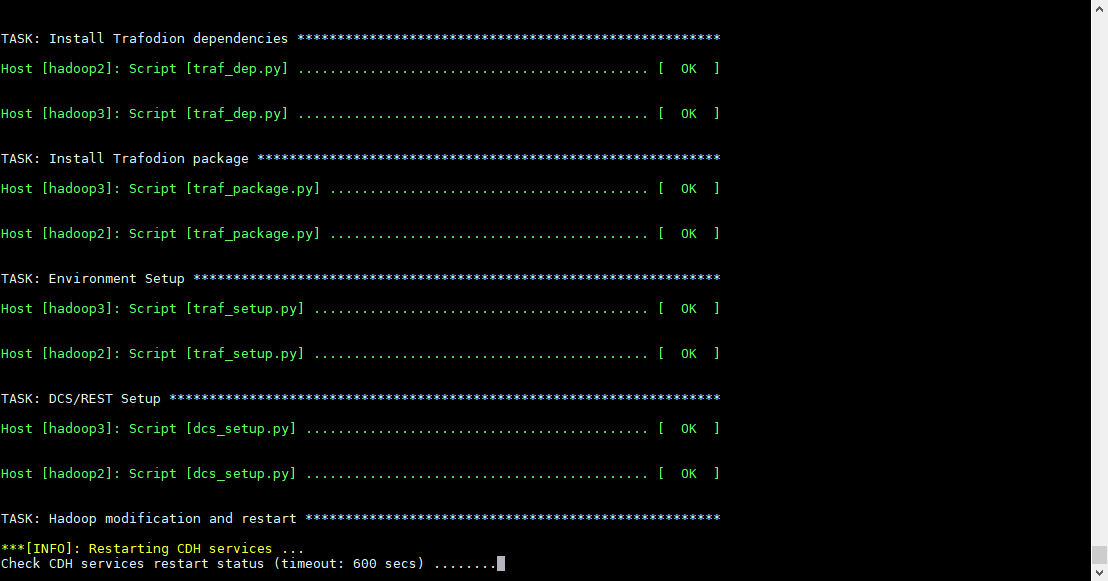 TASK: Install Trafodion dependencies *****************************************************
Host [hadoop2]: Script [traf_dep.py] ............................................ [  OK  ]
Host [hadoop3]: Script [traf_dep.py] ............................................ [  OK  ]
TASK: Install Trafodion package **********************************************************
Host [hadoop3]: Script [traf_package.py] ........................................ [  OK  ]
Host [hadoop2]: Script [traf_package.py] ........................................ [  OK  ]
TASK: Environment Setup ******************************************************************
Host [hadoop3]: Script [traf_setup.py] .......................................... [  OK  ]
Host [hadoop2]: Script [traf_setup.py] .......................................... [  OK  ]
TASK: DCS/REST Setup *********************************************************************
Host [hadoop3]: Script [dcs_setup.py] ........................................... [  OK  ]
Host [hadoop2]: Script [dcs_setup.py] ........................................... [  OK  ]
TASK: Hadoop modification and restart ****************************************************
***[INFO]: Restarting CDH services ...
Check CDH services restart status (timeout: 600 secs) ........